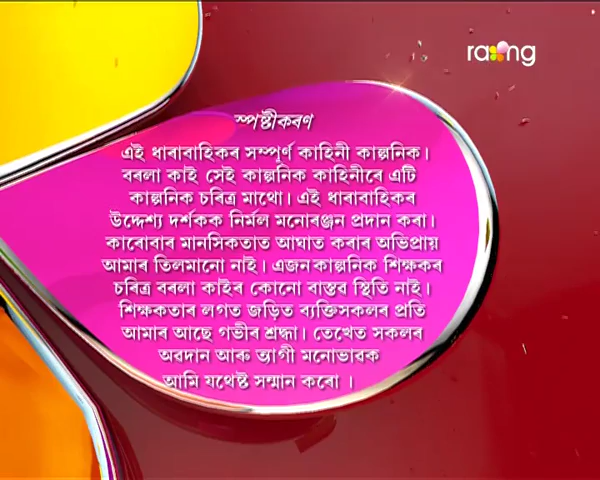 rang
স্পষ্টীকৰণ
এই ধাৰাবাহিকৰ সম্পূৰ্ণ কাহিনী কাল্পনিক।
বৰলা কাই সেই কাল্পনিক কাহিনীৰে এটি
কাল্পনিক চৰিত্ৰ মাথো। এই ধাৰাবাহিকৰ
উদ্দেশ্য দৰ্শকক নিৰ্মল মনোৰঞ্জন প্ৰদান কৰা।
কাৰোবাৰ মানসিকতাত আঘাত কৰাৰ অভিপ্ৰায়
আমাৰ তিলমানো নাই। এজন কাল্পনিক শিক্ষকৰ
চৰিত্ৰ বৰলা কাইৰ কোনো বাস্তৱ স্থিতি নাই।
শিক্ষকতাৰ লগত জড়িত ব্যক্তিসকলৰ প্ৰতি
আমাৰ আছে গভীৰ শ্ৰদ্ধা। তেখেত সকলৰ
অৱদান আৰু ত্যাগী মনোভাৱক
আমি যথেষ্ট সন্মান কৰো ।